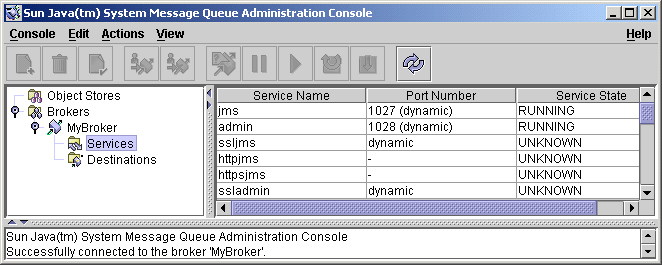 Sun Java(tm) System Message Queue Administration Console
Console Edit Actions View Help
Object Stores
Brokers
MyBroker
Services
Destinations
Service Name Port Number Service State
jms 1027 (dynamic) RUNNING
admin 1028 (dynamic) RUNNING
ssljms dynamic UNKNOWN
httpjms - UNKNOWN
httpsjms - UNKNOWN
ssladmin dynamic UNKNOWN
Sun Java(tm) System Message Queue Administration Console
Successfully connected to the broker 'MyBroker'.